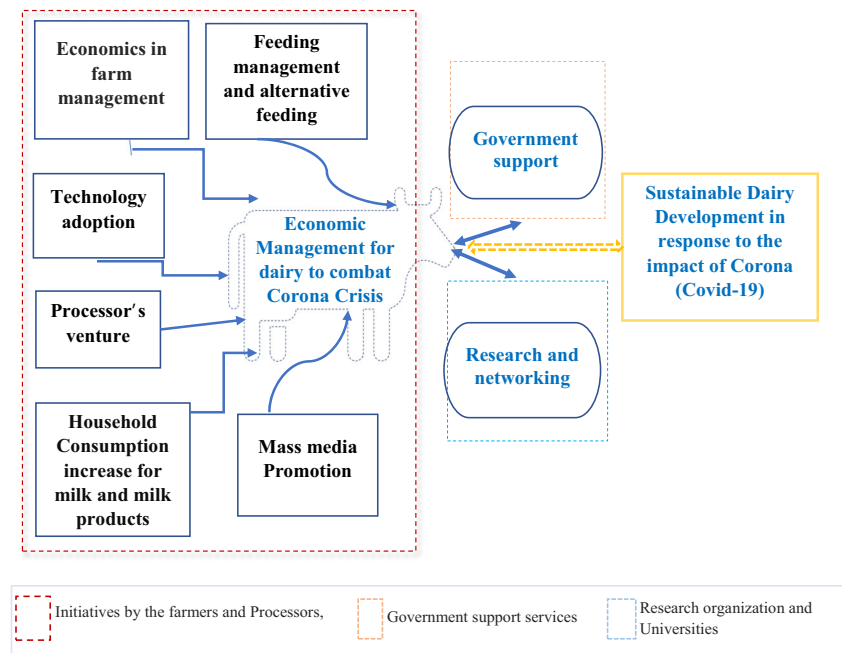 Economics in
farm
management
Feeding
management
and alternative
feeding
Technology
adoption
Processor's
venture
Household
Consumption
increase for
milk and milk
products
Mass media
Promotion
Economic
Management for
dairy to combat
Corona Crisis
Government
support
Research and
networking
Sustainable Dairy
Development in
response to the
impact of Corona
(Covid-19)
Initiatives by the farmers and Processors,
Government support services
Research organization and
Universities